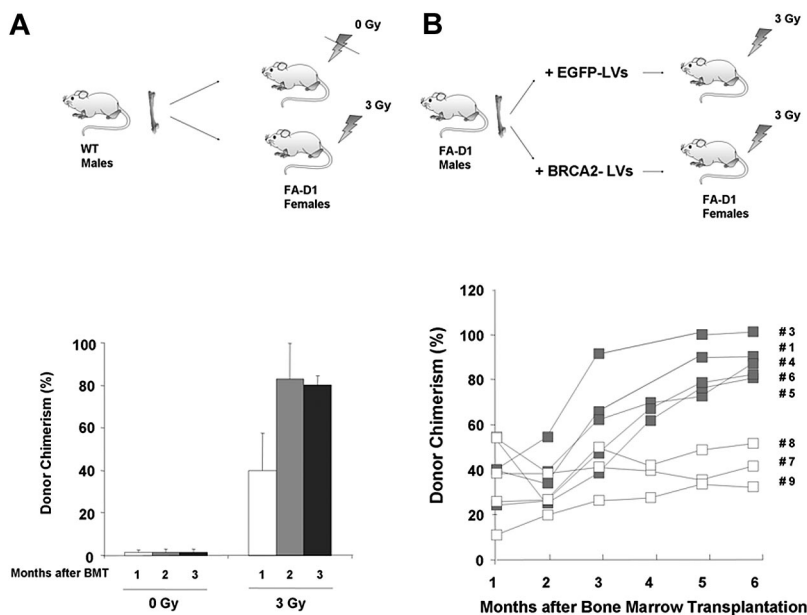 A
0 Gy
3 Gy
WT
Males
FA-D1
Females
Donor Chimerism (%)
100
80
60
40
20
0
Months after BMT 1 2 3 1 2 3
0 Gy 3 Gy
B
3 Gy
+ EGFP-LVs
3 Gy
FA-D1
Males
+ BRCA2- LVs
FA-D1
Females
Donor Chimerism (%)
120
100
80
60
40
20
0
# 3
# 1
# 4
# 6
# 5
# 8
# 7
# 9
1 2 3 4 5 6
Months after Bone Marrow Transplantation